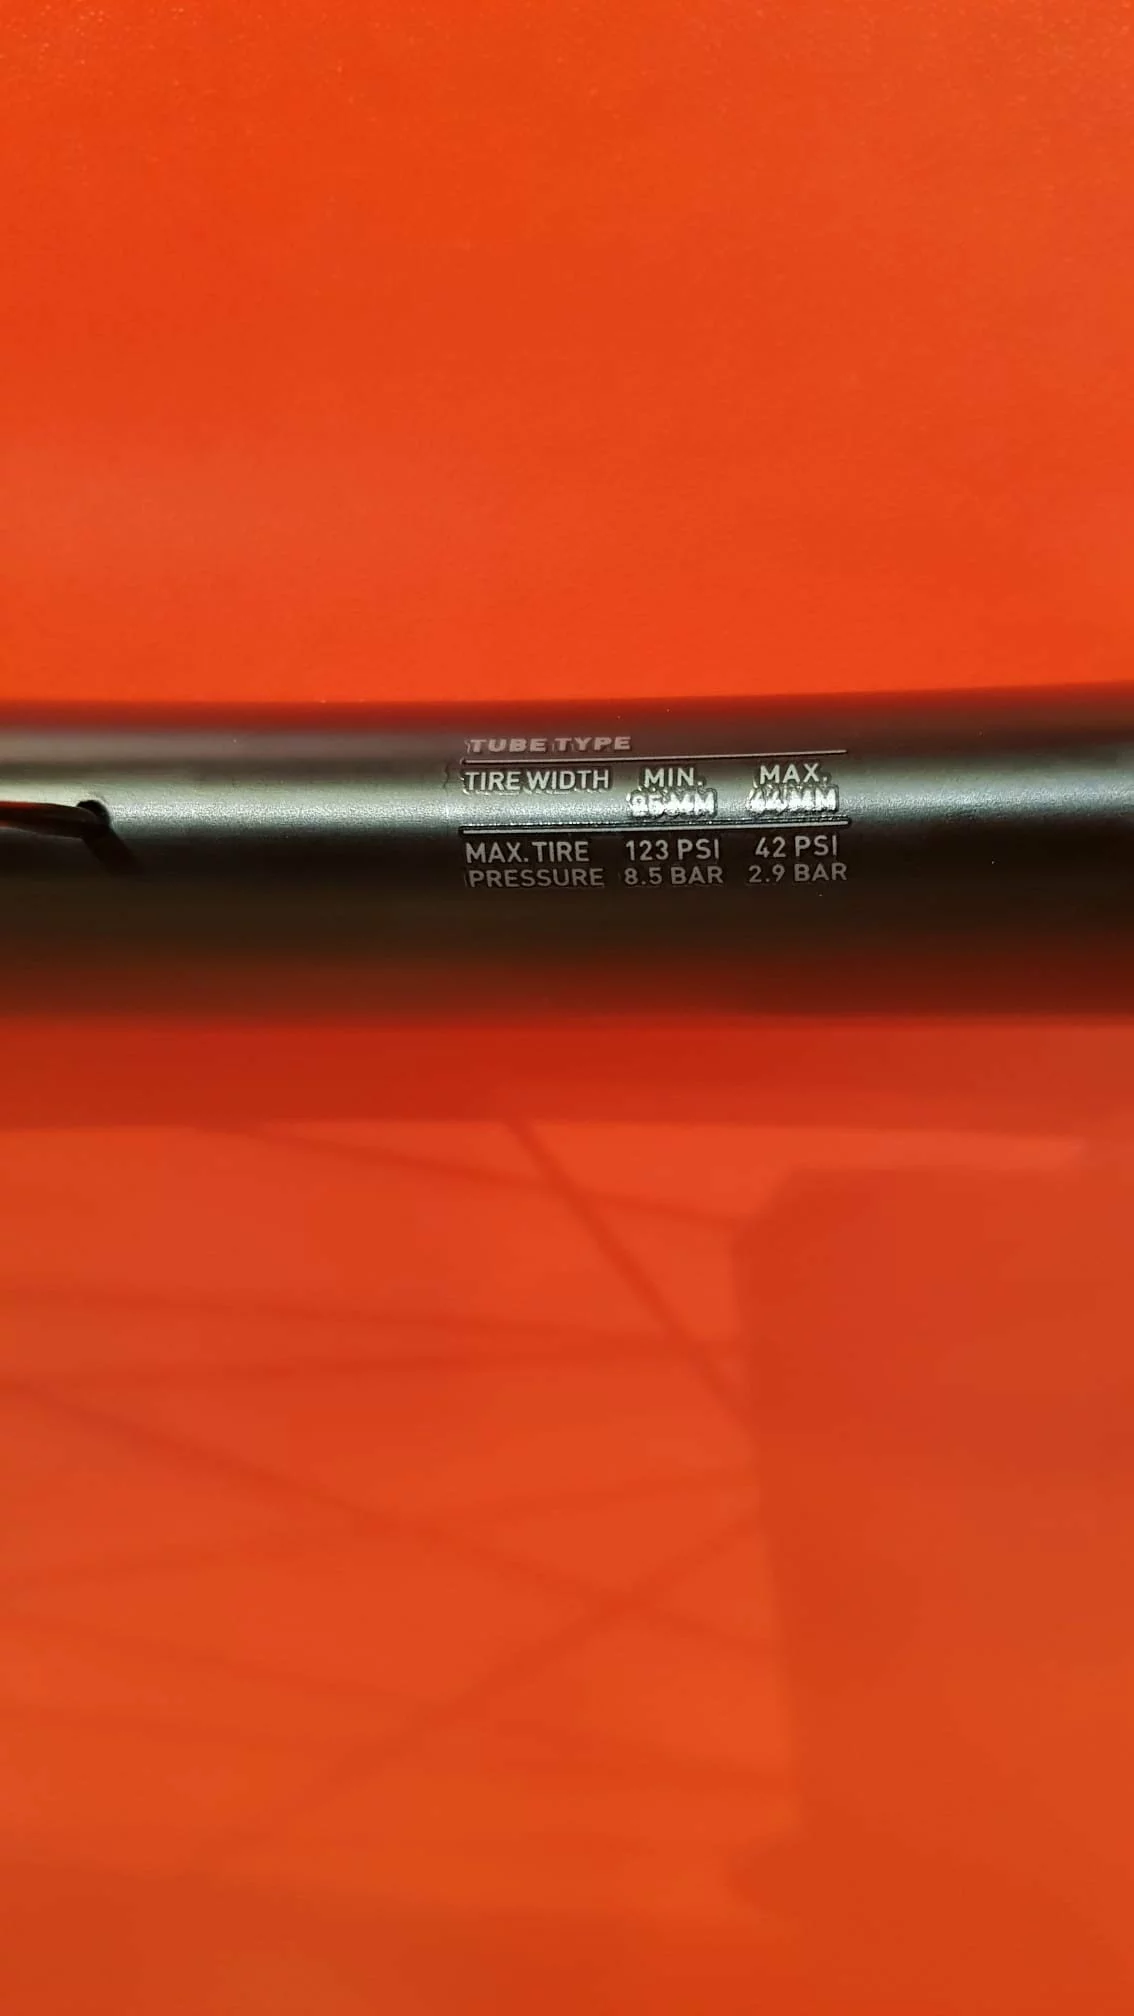 TUBE TYPE
TIRE WIDTH MIN. MAX.
25MM 44MM
MAX. TIRE 123 PSI 42 PSI
PRESSURE 8.5 BAR 2.9 BAR